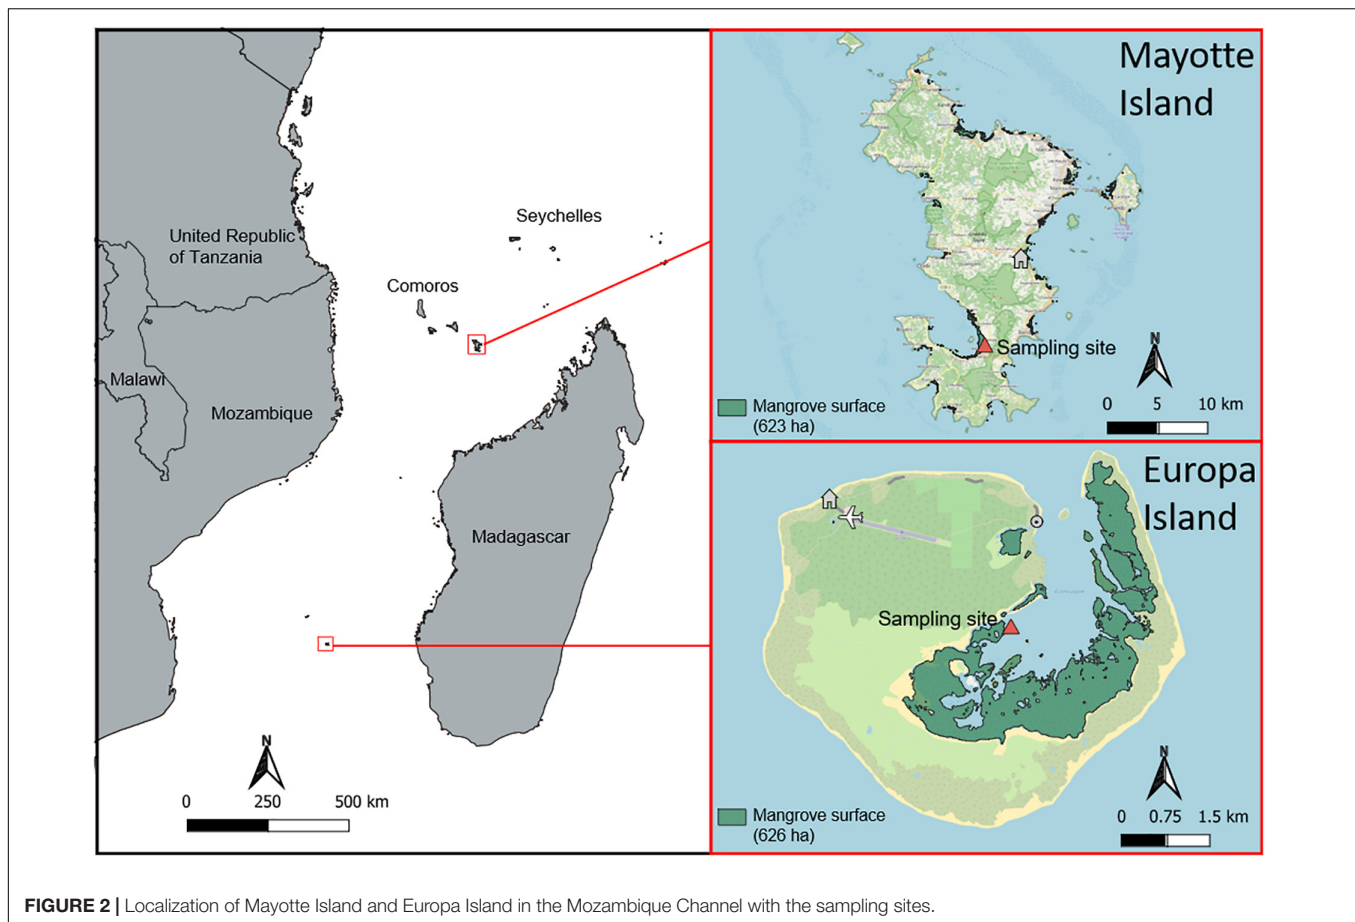 Seychelles
United Republic
of Tanzania
Comoros
Malawi
Mozambique
Madagascar
N
0 250 500 km
Mayotte
Island
Sampling site
N
Mangrove surface
(623 ha)
0 5 10 km
Europa
Island
Sampling site
N
Mangrove surface
(626 ha)
0 0.75 1.5 km
FIGURE 2 | Localization of Mayotte Island and Europa Island in the Mozambique Channel with the sampling sites.